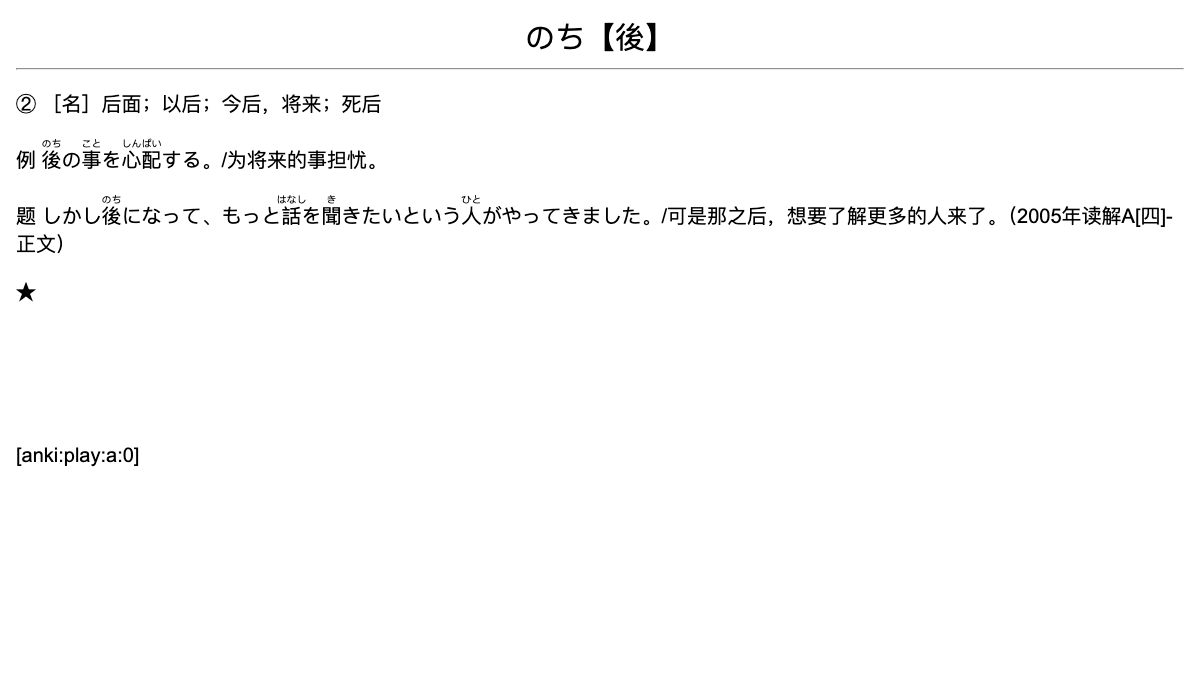 のち【後】
② ［名］后面；以后；今后，将来；死后
のち こと しんぱい
例 後の事を心配する。/为将来的事担忧。
のち はなし き ひと
题 しかし後になって、もっと話を聞きたいという人がやってきました。/可是那之后，想要了解更多的人来了。（2005年读解A[四]-
正文）
★
[anki:play:a:0]